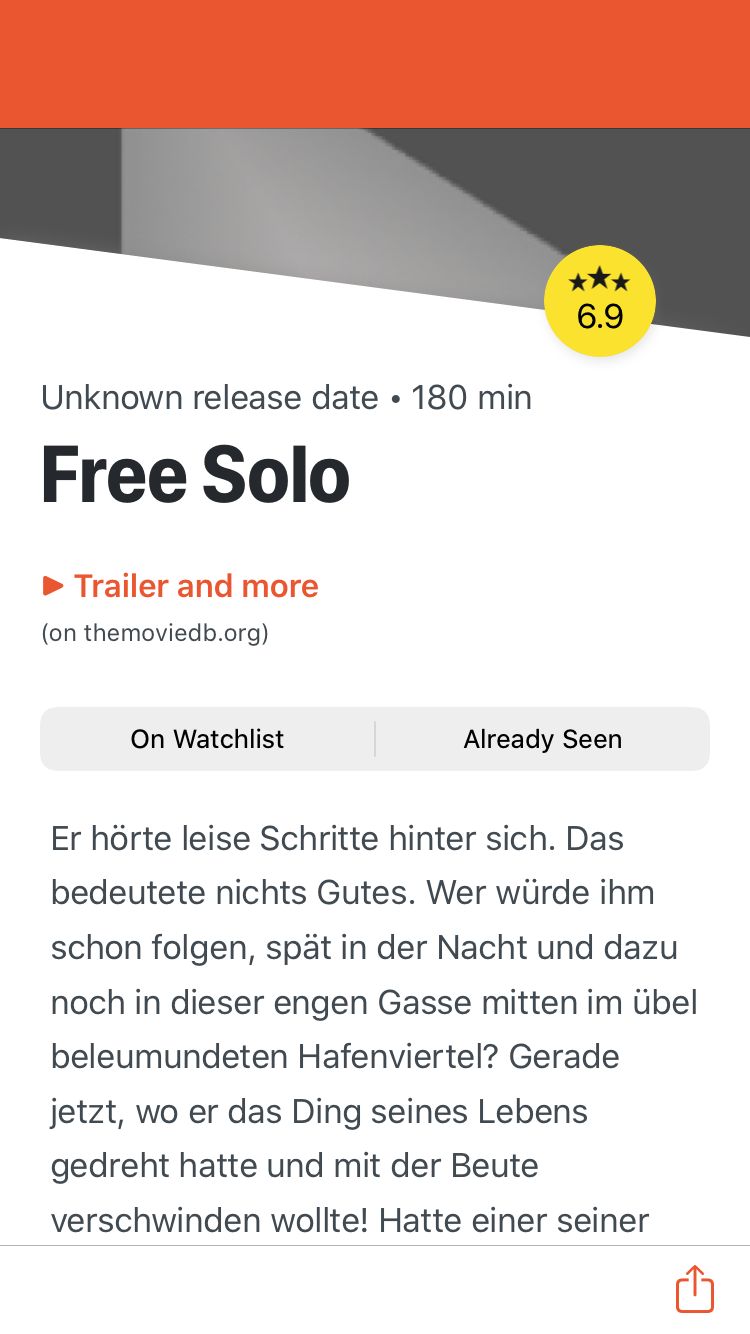 6.9
Unknown release date • 180 min
Free Solo
Trailer and more
(on themoviedb.org)
On Watchlist
Already Seen
Er hörte leise Schritte hinter sich. Das
bedeutete nichts Gutes. Wer würde ihm
schon folgen, spät in der Nacht und dazu
noch in dieser engen Gasse mitten im übel
beleumundeten Hafenviertel? Gerade
jetzt, wo er das Ding seines Lebens
gedreht hatte und mit der Beute
verschwinden wollte! Hatte einer seiner